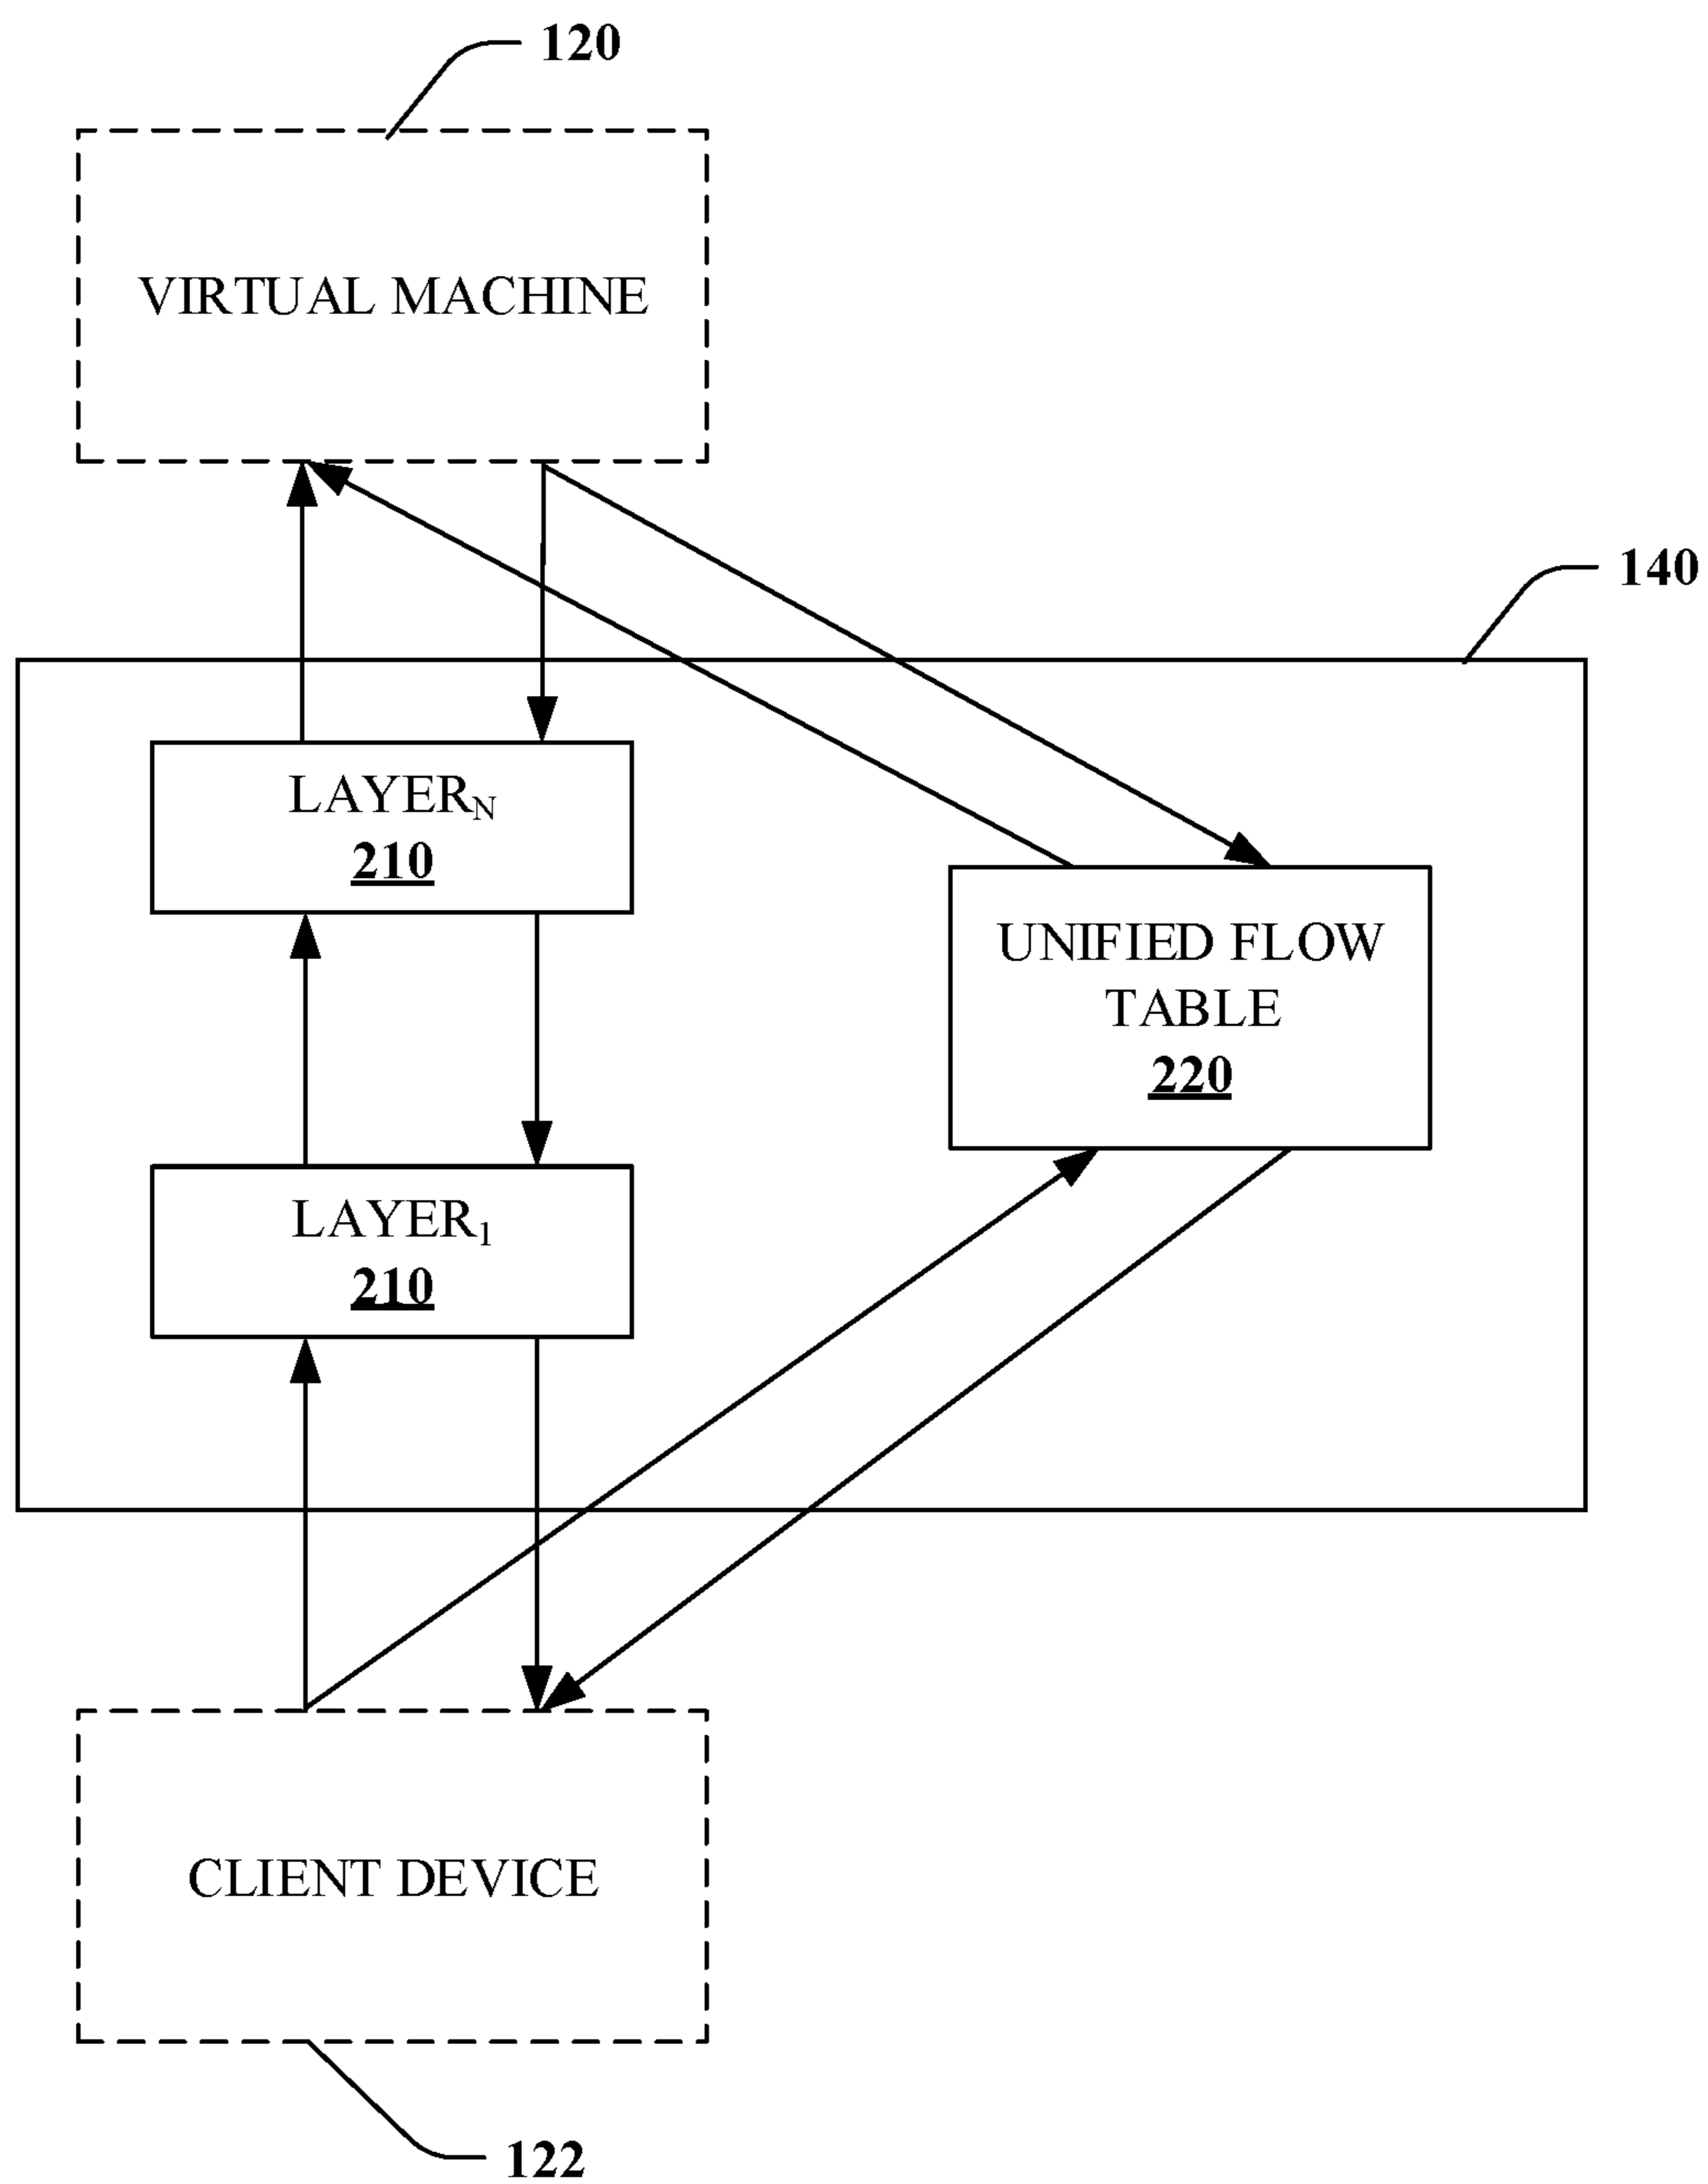 120
VIRTUAL MACHINE
140
LAYERN
210
UNIFIED FLOW
TABLE
220
LAYER1
210
CLIENT DEVICE
122